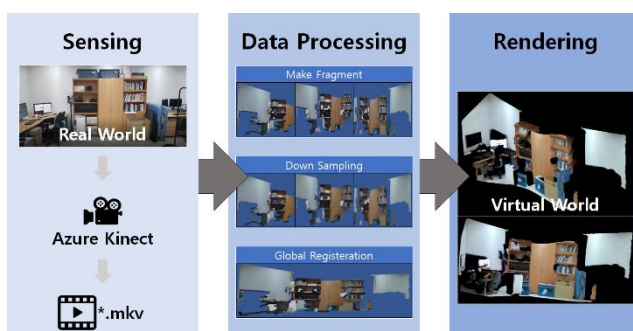 Sensing
Real World
Azure Kinect
*.mkv
Data Processing
Make Fragment
Down Sampling
Global Registeration
Rendering
Virtual World